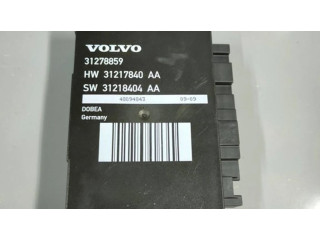 VOLVO
31278859
HW 31217840 AA
SW 31218404 AA
40094043 09-09
DOBEA
Germany